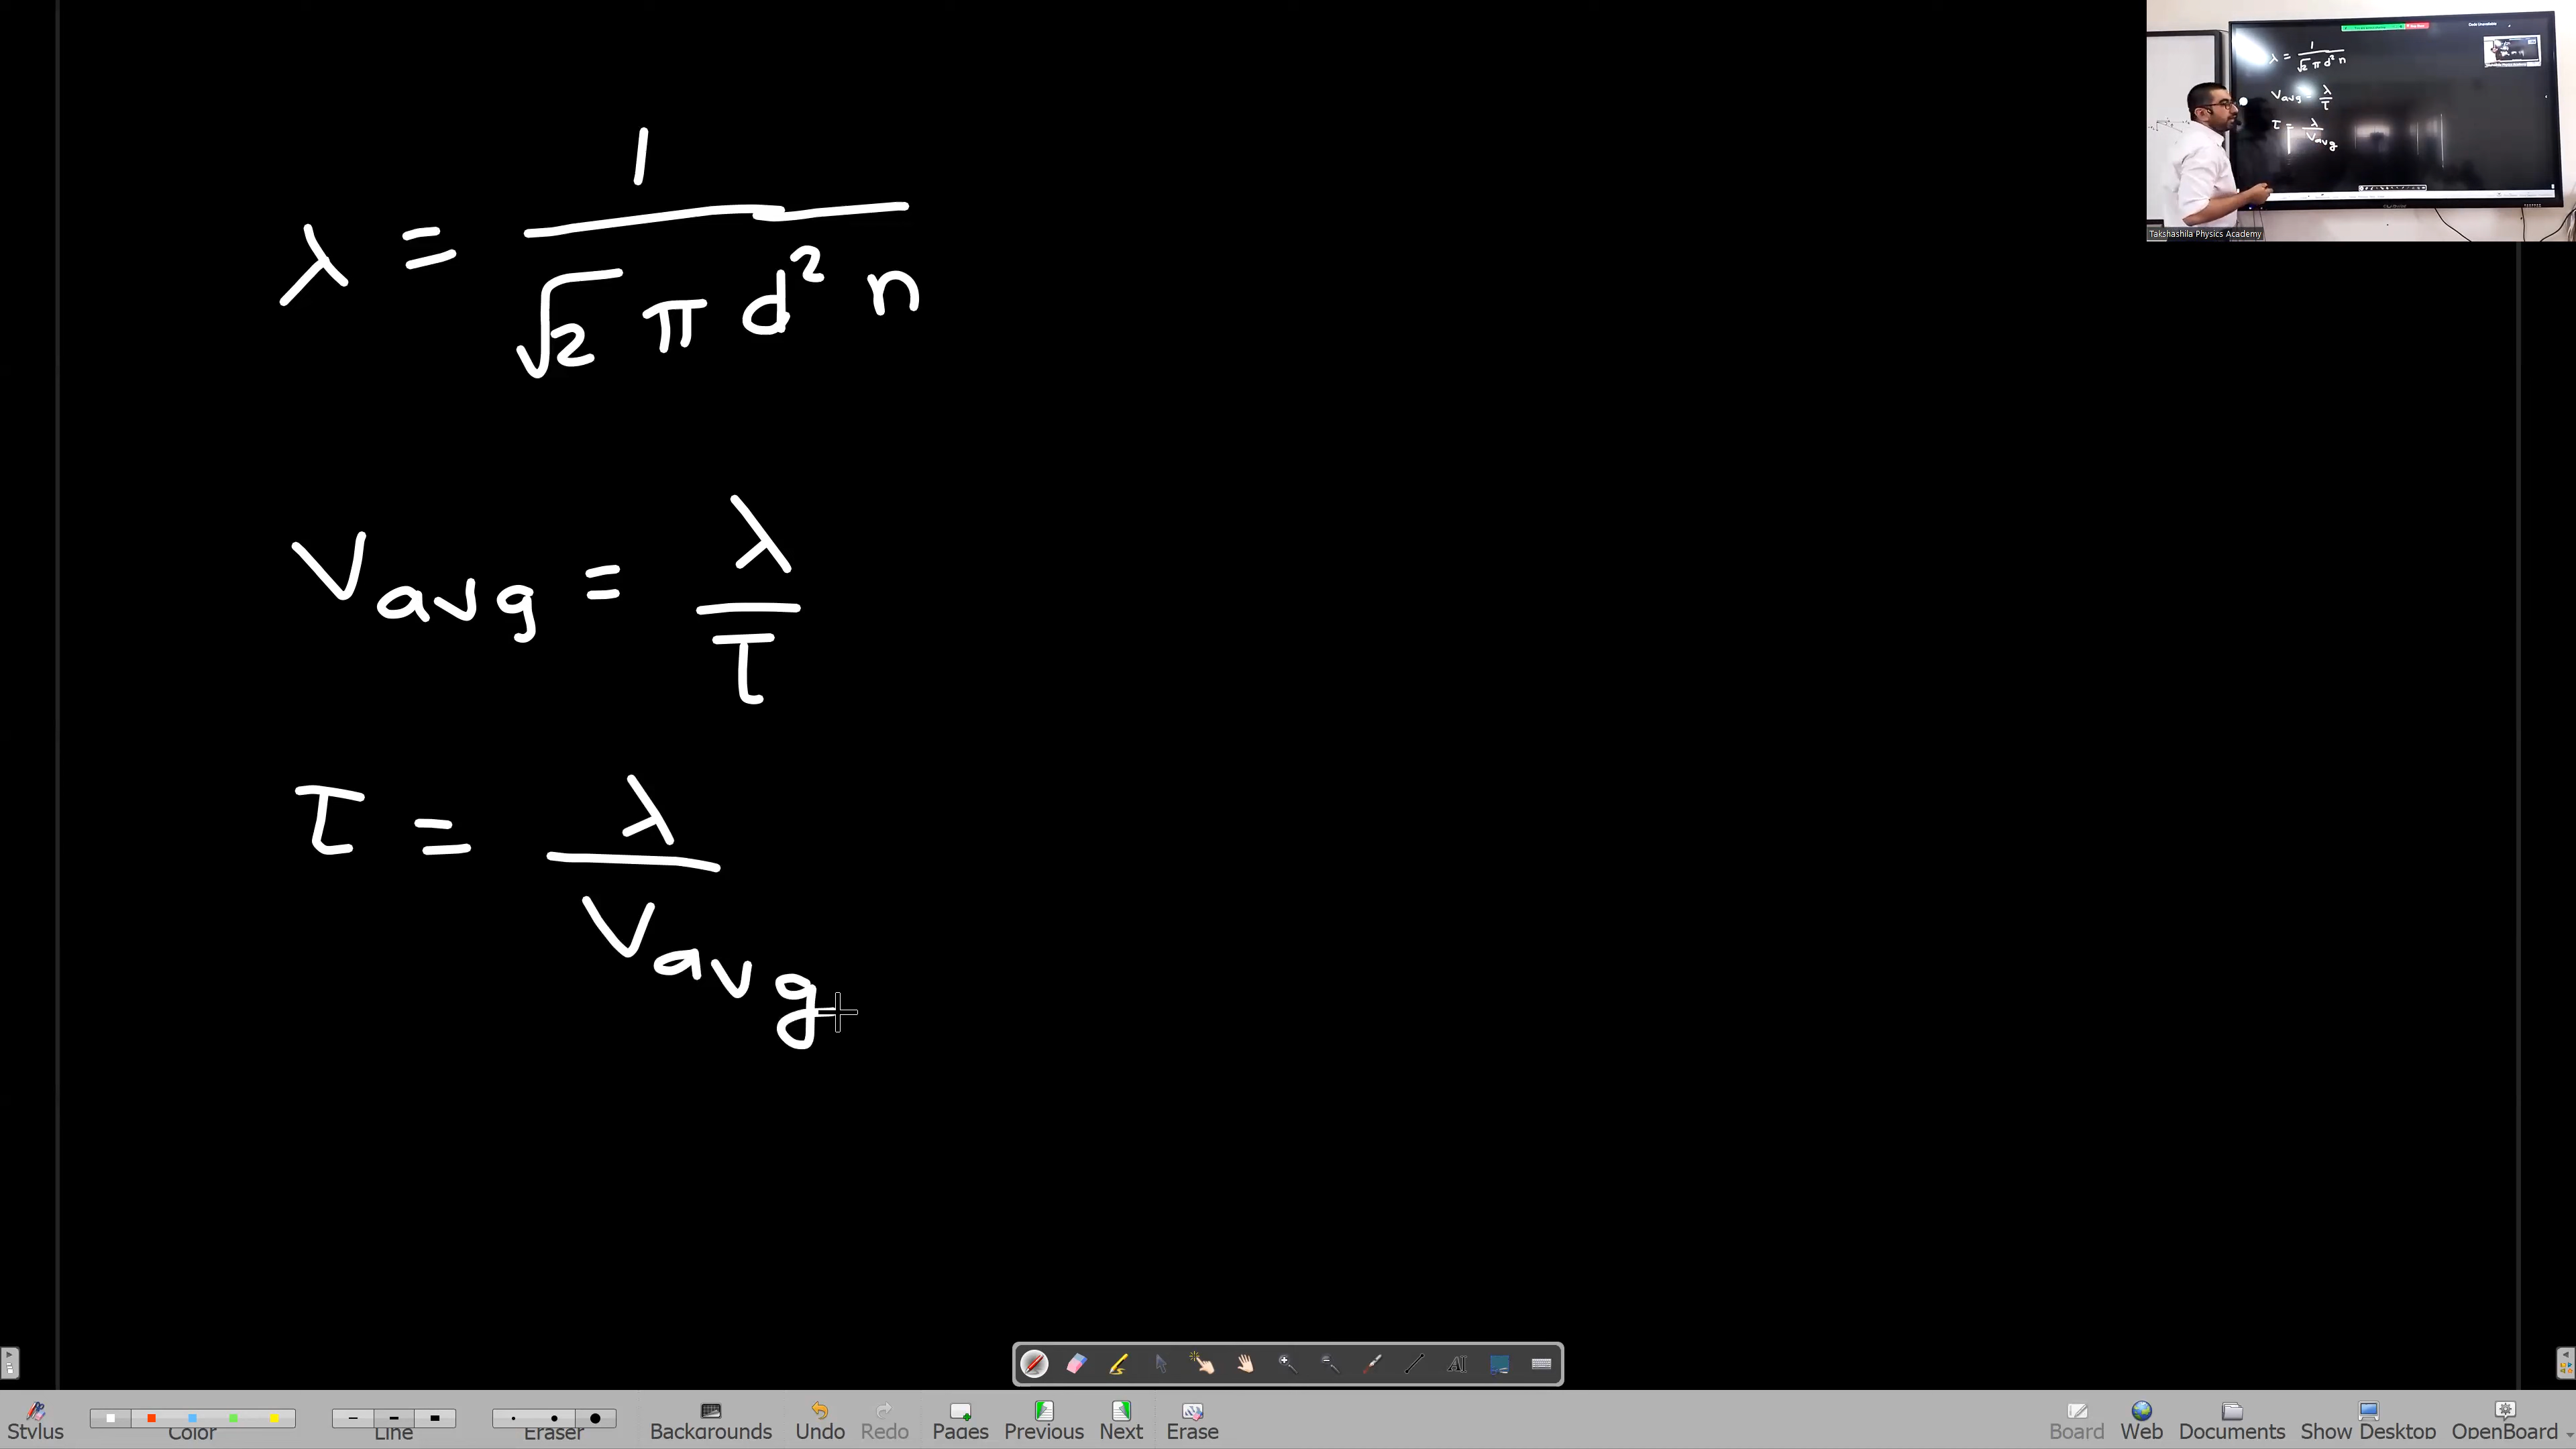 λ = 1 / √2 π d² n
Vavg = λ / τ
τ = λ / Vavg
Takshashila Physics Academy
Stylus
Color
Line
Eraser
Backgrounds
Undo
Redo
Pages
Previous
Next
Erase
Board
Web
Documents
Show Desktop
OpenBoard